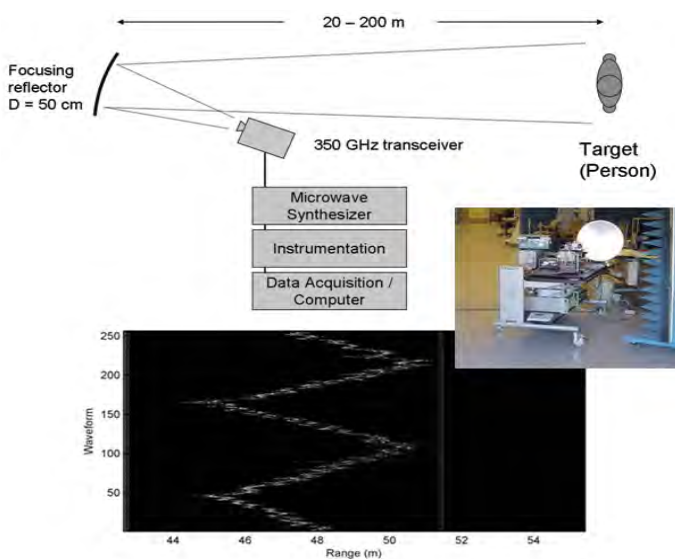 20 – 200 m
Focusing
reflector
D = 50 cm
350 GHz transceiver
Target
(Person)
Microwave
Synthesizer
Instrumentation
Data Acquisition /
Computer
250
200
150
100
50
Waveform
44 46 48 50 52 54
Range (m)